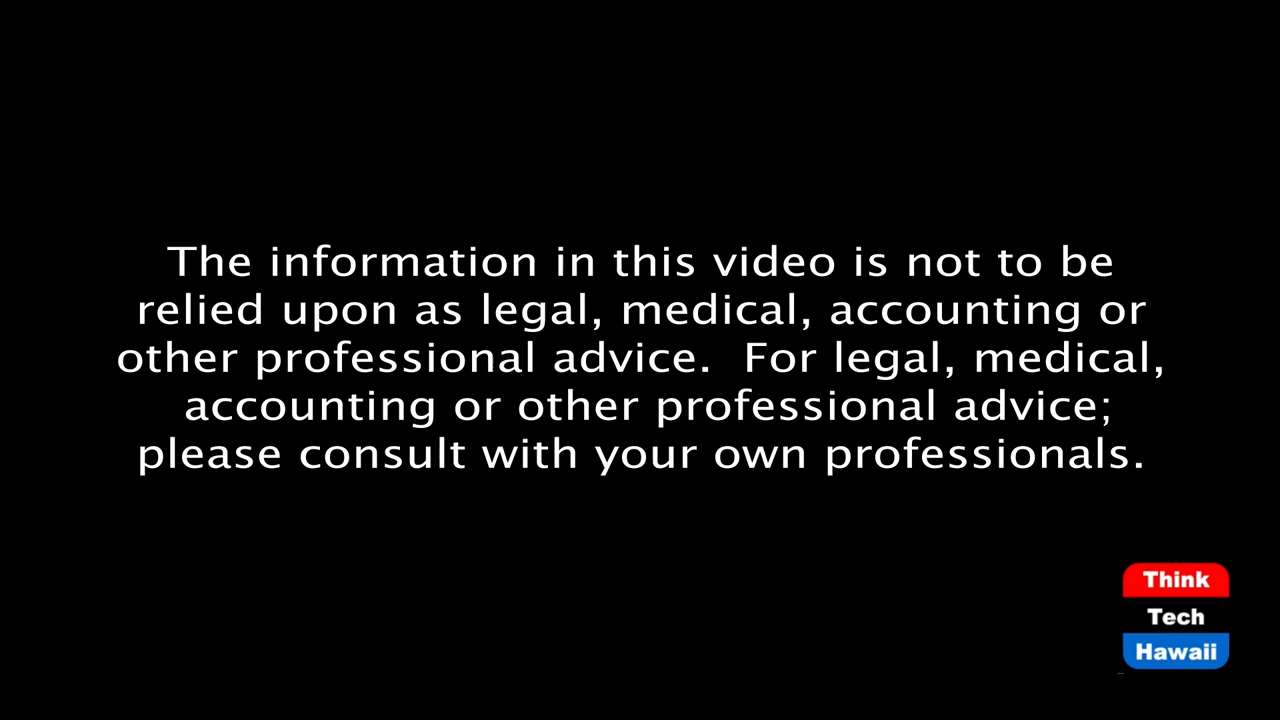 The information in this video is not to be
relied upon as legal, medical, accounting or
other professional advice.  For legal, medical,
accounting or other professional advice;
please consult with your own professionals.
Think
Tech
Hawaii